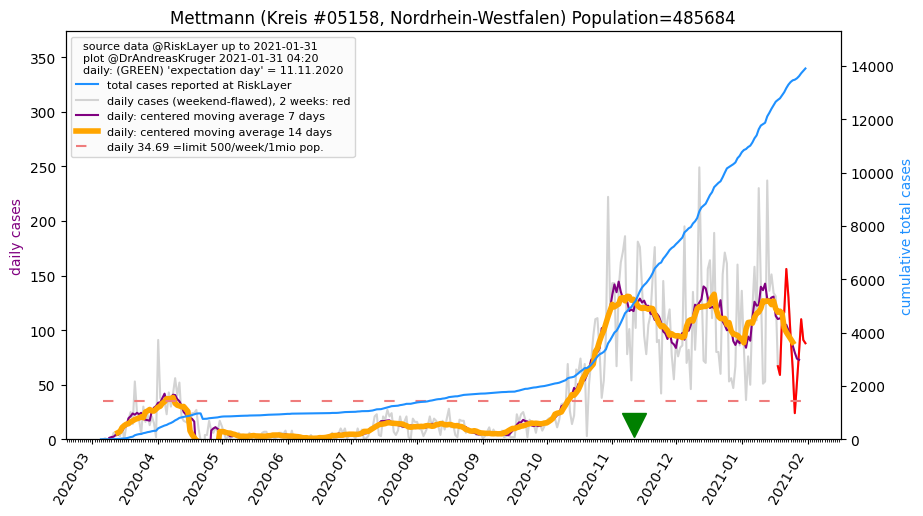 Mettmann (Kreis #05158, Nordrhein-Westfalen) Population=485684
source data @RiskLayer up to 2021-01-31
plot @DrAndreasKruger 2021-01-31 04:20
daily: (GREEN) 'expectation day' = 11.11.2020
total cases reported at RiskLayer
daily cases (weekend-flawed), 2 weeks: red
daily: centered moving average 7 days
daily: centered moving average 14 days
daily 34.69 =limit 500/week/1mio pop.
daily cases
350
300
250
200
150
100
50
0
14000
12000
10000
8000
6000
4000
2000
0
cumulative total cases
2020-03
2020-04
2020-05
2020-06
2020-07
2020-08
2020-09
2020-10
2020-11
2020-12
2021-01
2021-02